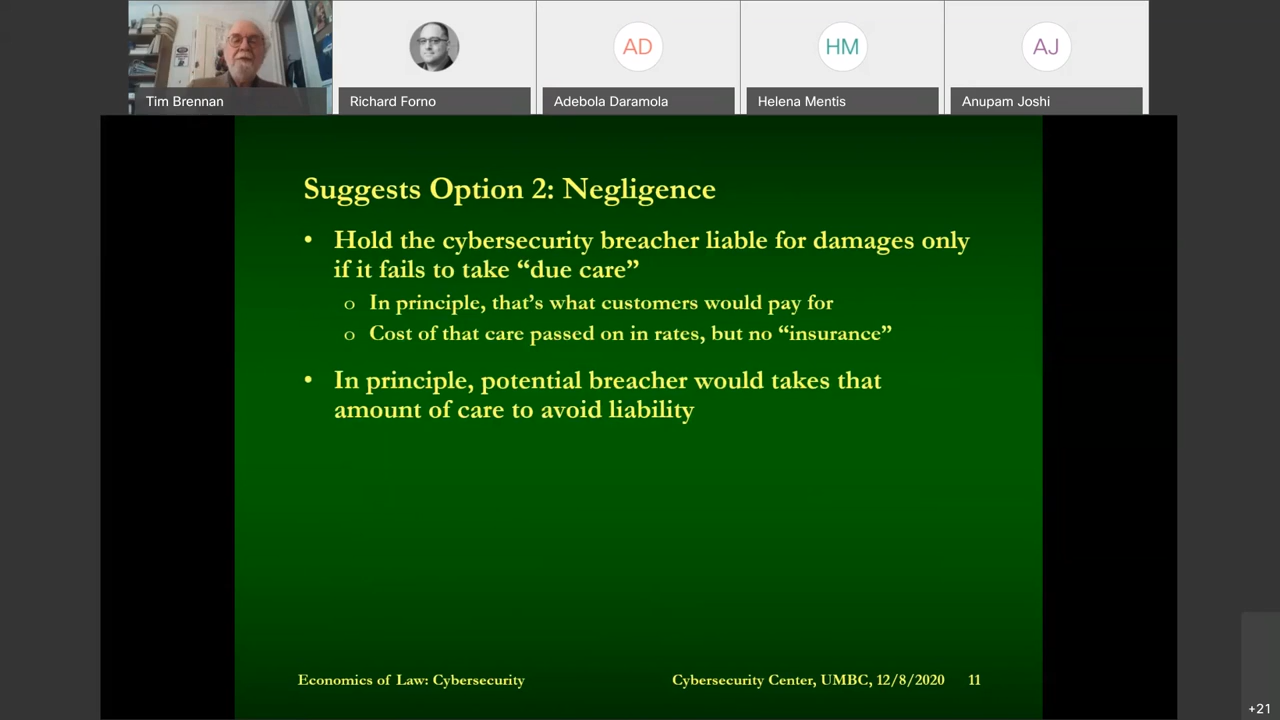 AD
HM
AJ
Tim Brennan
Richard Forno
Adebola Daramola
Helena Mentis
Anupam Joshi
Suggests Option 2: Negligence
• Hold the cybersecurity breacher liable for damages only
if it fails to take “due care”
o In principle, that’s what customers would pay for
o Cost of that care passed on in rates, but no “insurance”
• In principle, potential breacher would takes that
amount of care to avoid liability
Economics of Law: Cybersecurity
Cybersecurity Center, UMBC, 12/8/2020 11
+21